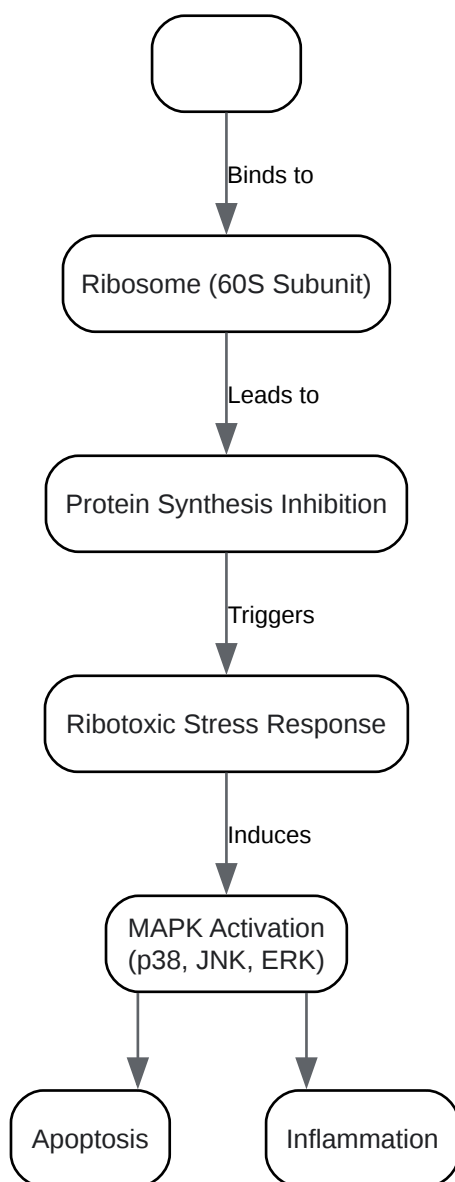 Binds to
Ribosome (60S Subunit)
Leads to
Protein Synthesis Inhibition
Triggers
Ribotoxic Stress Response
Induces
MAPK Activation
(p38, JNK, ERK)
Apoptosis
Inflammation